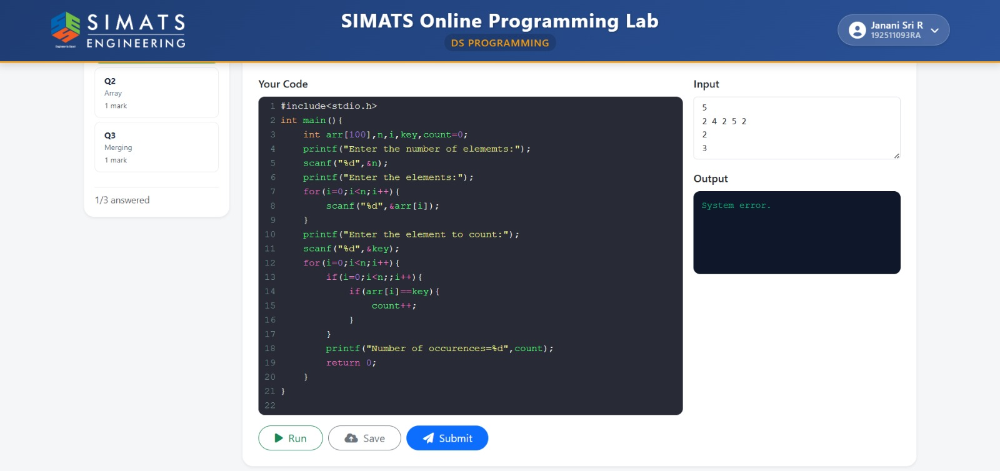 SIMATS
ENGINEERING
Engineer to Excel
SIMATS Online Programming Lab
DS PROGRAMMING
Janani Sri R
192511093RA
Q2
Array
1 mark
Q3
Merging
1 mark
1/3 answered
Your Code
1 #include<stdio.h>
2 int main(){
3     int arr[100],n,i,key,count=0;
4     printf("Enter the number of elememts:");
5     scanf("%d",&n);
6     printf("Enter the elements:");
7     for(i=0;i<n;i++){
8         scanf("%d",&arr[i]);
9     }
10     printf("Enter the element to count:");
11     scanf("%d",&key);
12     for(i=0;i<n;i++){
13         if(i=0;i<n;;i++){
14             if(arr[i]==key){
15                 count++;
16             }
17         }
18         printf("Number of occurences=%d",count);
19         return 0;
20     }
21 }
22
Run
Save
Submit
Input
5
2 4 2 5 2
2
3
Output
System error.